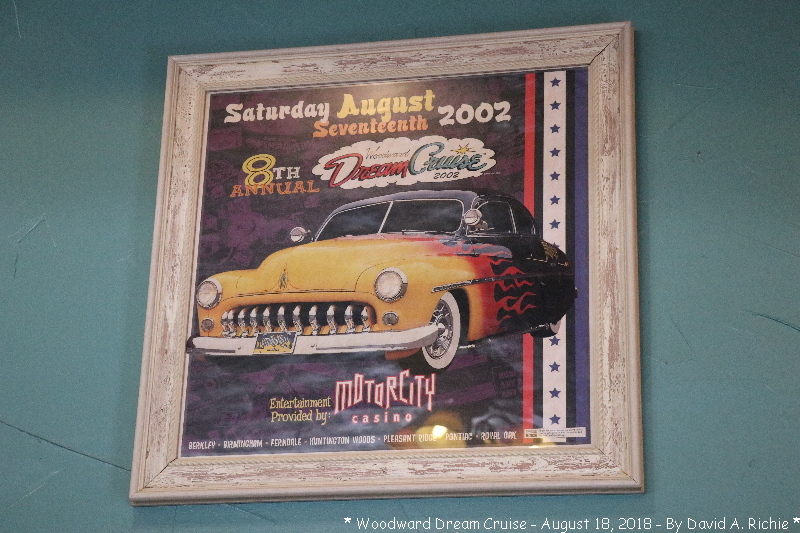 Saturday August 2002
Seventeenth
8TH
ANNUAL
Woodward
Dream Cruise
2002
Entertainment
Provided by:
MOTORCITY
casino
BERKLEY - BIRMINGHAM - FERNDALE - HUNTINGTON WOODS - PLEASANT RIDGE - PONTIAC - ROYAL OAK
* Woodward Dream Cruise - August 18, 2018 - By David A. Richie *